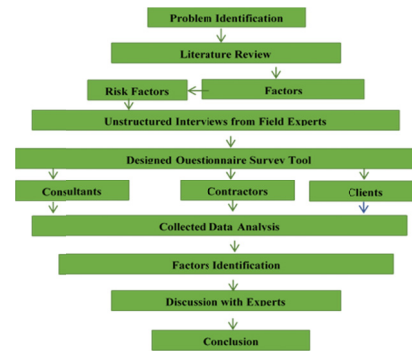 Problem Identification
Literature Review
Risk Factors
Factors
Unstructured Interviews from Field Experts
Designed Questionnaire Survey Tool
Consultants
Contractors
Clients
Collected Data Analysis
Factors Identification
Discussion with Experts
Conclusion